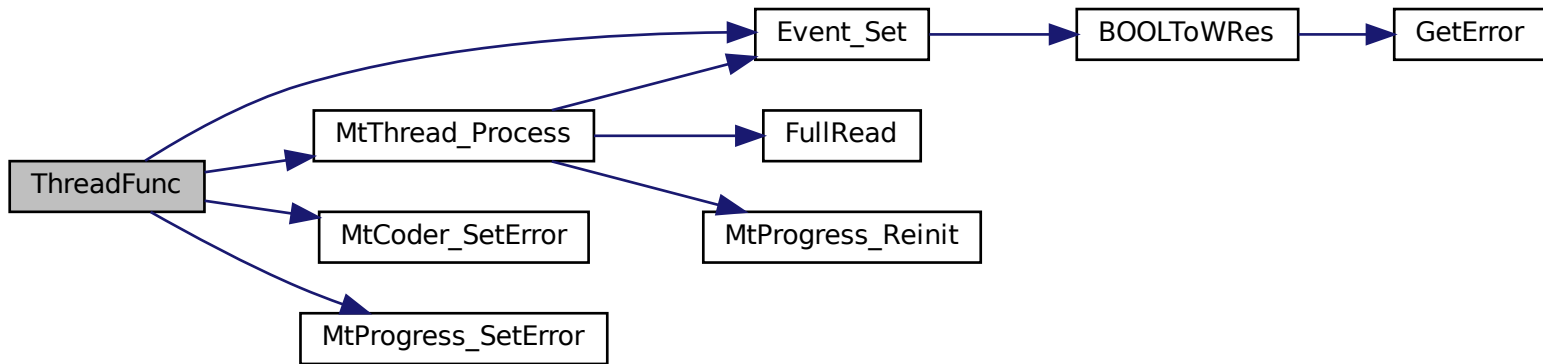 Event_Set
BOOLToWRes
GetError
MtThread_Process
FullRead
ThreadFunc
MtCoder_SetError
MtProgress_Reinit
MtProgress_SetError